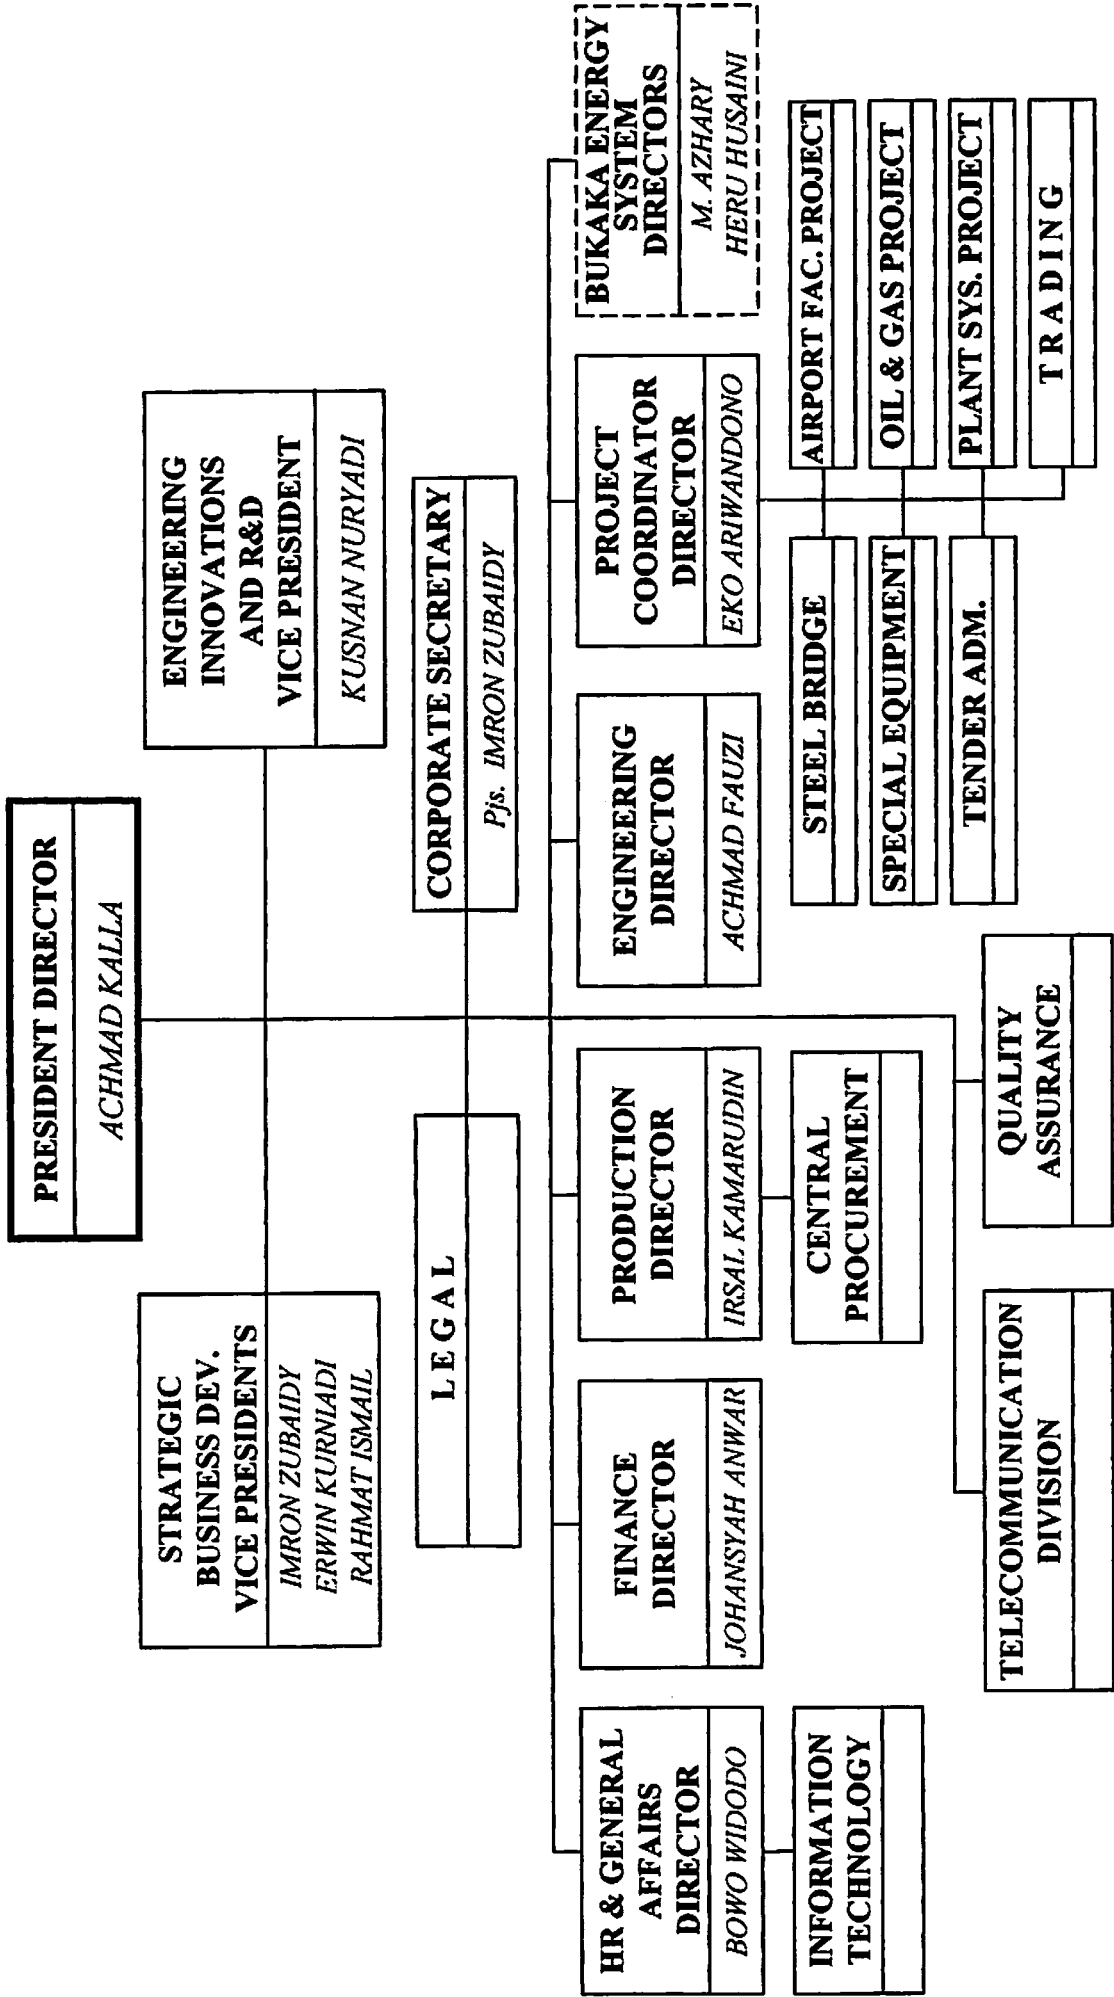 PRESIDENT DIRECTOR
ACHMAD KALLA
STRATEGIC
BUSINESS DEV.
VICE PRESIDENTS
IMRON ZUBAIDY
ERWIN KURNIADI
RAHMAT ISMAIL
ENGINEERING
INNOVATIONS
AND R&D
VICE PRESIDENT
KUSNAN NURYADI
LEGAL
CORPORATE SECRETARY
Pjs. IMRON ZUBAIDY
HR & GENERAL
AFFAIRS
DIRECTOR
BOWO WIDODO
FINANCE
DIRECTOR
JOHANSYAH ANWAR
PRODUCTION
DIRECTOR
IRSAL KAMARUDIN
ENGINEERING
DIRECTOR
ACHMAD FAUZI
PROJECT
COORDINATOR
DIRECTOR
EKO ARIWANDONO
BUKAKA ENERGY
SYSTEM
DIRECTORS
M. AZHARY
HERU HUSAINI
INFORMATION
TECHNOLOGY
CENTRAL
PROCUREMENT
STEEL BRIDGE
AIRPORT FAC. PROJECT
SPECIAL EQUIPMENT
OIL & GAS PROJECT
TENDER ADM.
PLANT SYS. PROJECT
TRADING
TELECOMMUNICATION
DIVISION
QUALITY
ASSURANCE